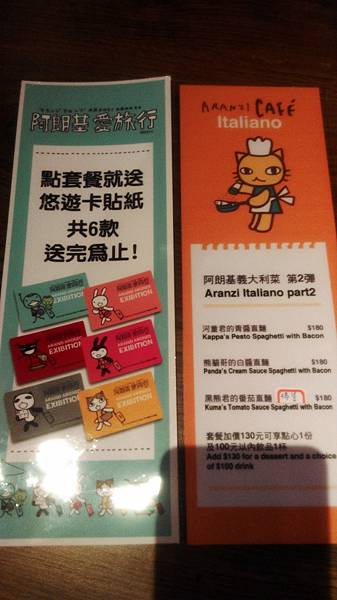 阿朗基愛旅行
點套餐就送
悠遊卡貼紙
共6款
送完為止!
EXIBITION
EXIBITION
EXIBITION
EXIBITION
EXIBITION
EXIBITION
ARANZI CAFÉ
Italiano
阿朗基義大利菜 第2彈
Aranzi Italiano part2
河童君的青醬直麵 $180
Kappa's Pesto Spaghetti with Bacon
熊貓哥的白醬直麵 $180
Panda's Cream Sauce Spaghetti with Bacon
黑熊君的蕃茄直麵 $180
Kuma's Tomato Sauce Spaghetti with Bacon
套餐加價130元可享點心1份
及100元以內飲品1杯
Add $130 for a dessert and a choice
of $100 drink